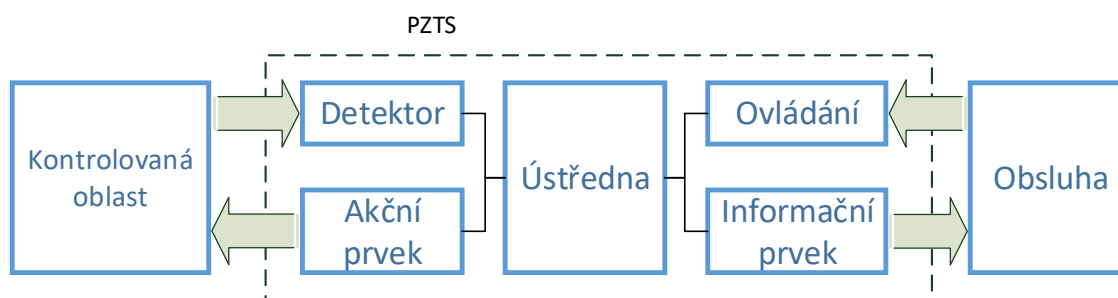 PZTS
Kontrolovaná
oblast
Detektor
Akční
prvek
Ústředna
Ovládání
Informační
prvek
Obsluha